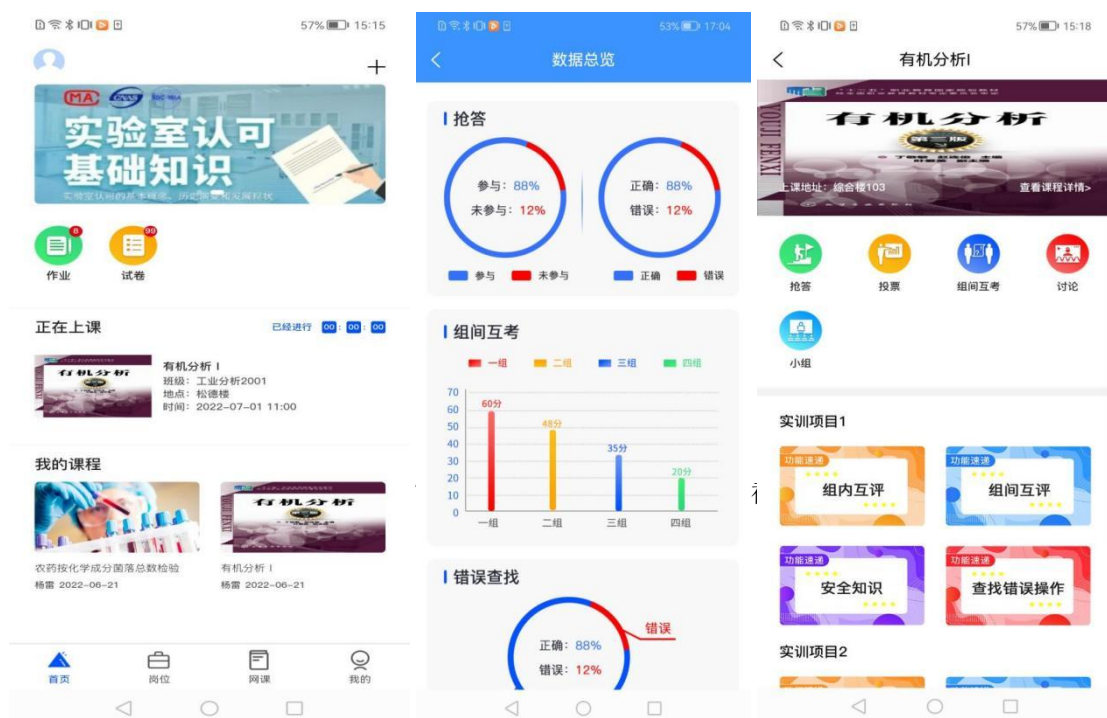 57% 15:15
MA CNAS
实验室认可
基础知识
实验室认可的基本概念、历史演变和发展现状
8
99
作业
试卷
正在上课
已经进行 00 : 00 : 00
有机分析
有机分析 I
班级: 工业分析2001
地点: 松德楼
时间: 2022-07-01 11:00
我的课程
有机分析
农药按化学成分菌落总数检验
有机分析 I
杨雷 2022-06-21
杨雷 2022-06-21
首页
岗位
网课
我的
53% 17:04
数据总览
抢答
参与: 88%
未参与: 12%
正确: 88%
错误: 12%
参与
未参与
正确
错误
组间互考
一组
二组
三组
四组
70
60
50
40
30
20
10
0
60分
48分
35分
20分
一组
二组
三组
四组
错误查找
错误
正确: 88%
错误: 12%
57% 15:18
有机分析I
有机分析
YOUJI FENXI
第二版
上课地址: 综合楼103
查看课程详情>
抢答
投票
组间互考
讨论
小组
实训项目1
功能速递
组内互评
功能速递
组间互评
功能速递
安全知识
功能速递
查找错误操作
实训项目2